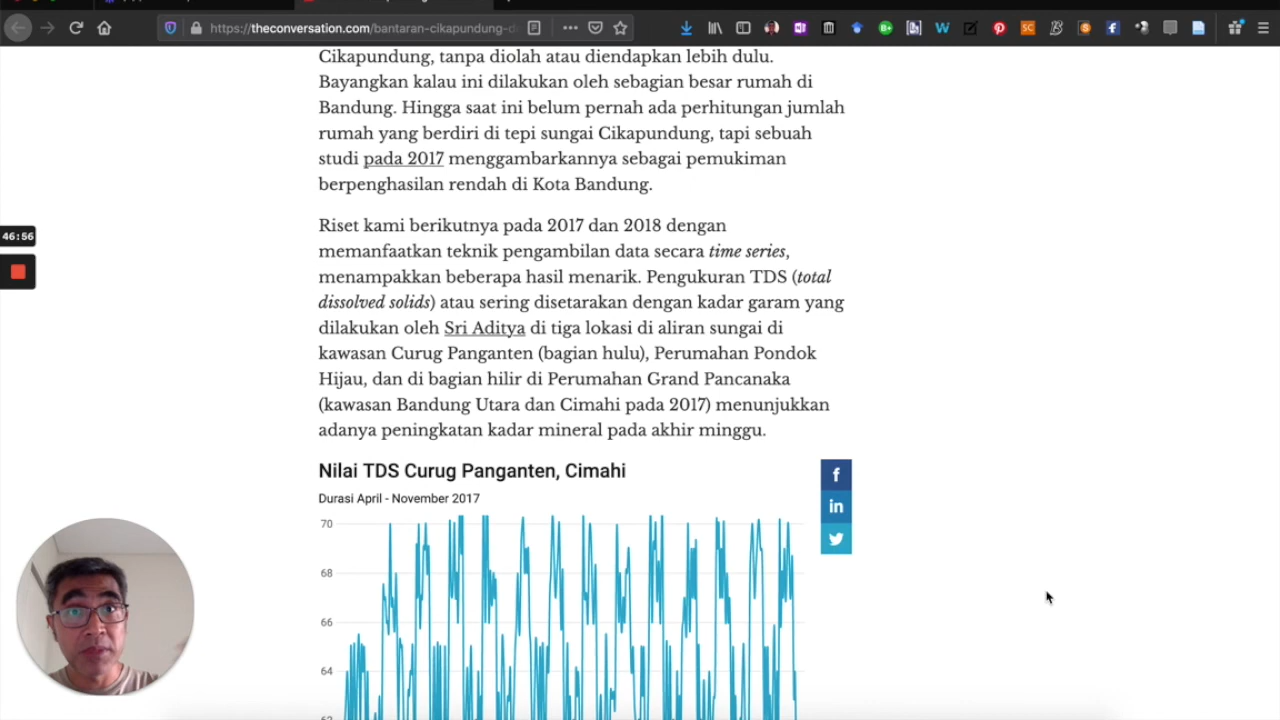 https://theconversation.com/bantaran-cikapundung-d
Cikapundung, tanpa diolah atau diendapkan lebih dulu.
Bayangkan kalau ini dilakukan oleh sebagian besar rumah di
Bandung. Hingga saat ini belum pernah ada perhitungan jumlah
rumah yang berdiri di tepi sungai Cikapundung, tapi sebuah
studi pada 2017 menggambarkannya sebagai pemukiman
berpenghasilan rendah di Kota Bandung.
46:56
Riset kami berikutnya pada 2017 dan 2018 dengan
memanfaatkan teknik pengambilan data secara time series,
menampakkan beberapa hasil menarik. Pengukuran TDS (total
dissolved solids) atau sering disetarakan dengan kadar garam yang
dilakukan oleh Sri Aditya di tiga lokasi di aliran sungai di
kawasan Curug Panganten (bagian hulu), Perumahan Pondok
Hijau, dan di bagian hilir di Perumahan Grand Pancanaka
(kawasan Bandung Utara dan Cimahi pada 2017) menunjukkan
adanya peningkatan kadar mineral pada akhir minggu.
Nilai TDS Curug Panganten, Cimahi
Durasi April - November 2017
70
68
66
64